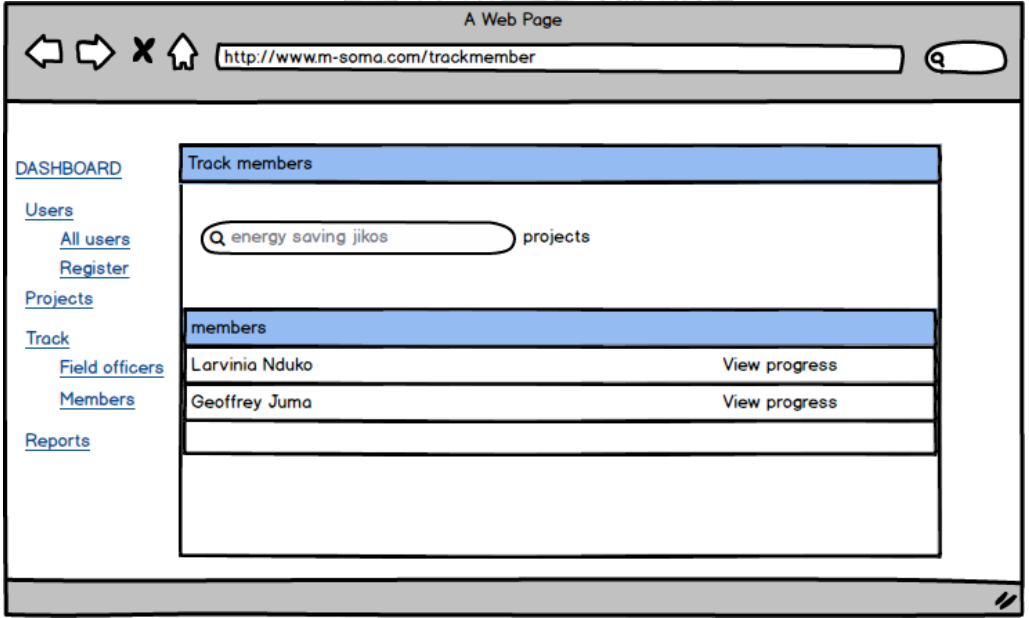 A Web Page
http://www.m-soma.com/trackmember
DASHBOARD
Users
All users
Register
Projects
Track
Field officers
Members
Reports
Track members
energy saving jikos projects
members
Larvinia Nduko View progress
Geoffrey Juma View progress